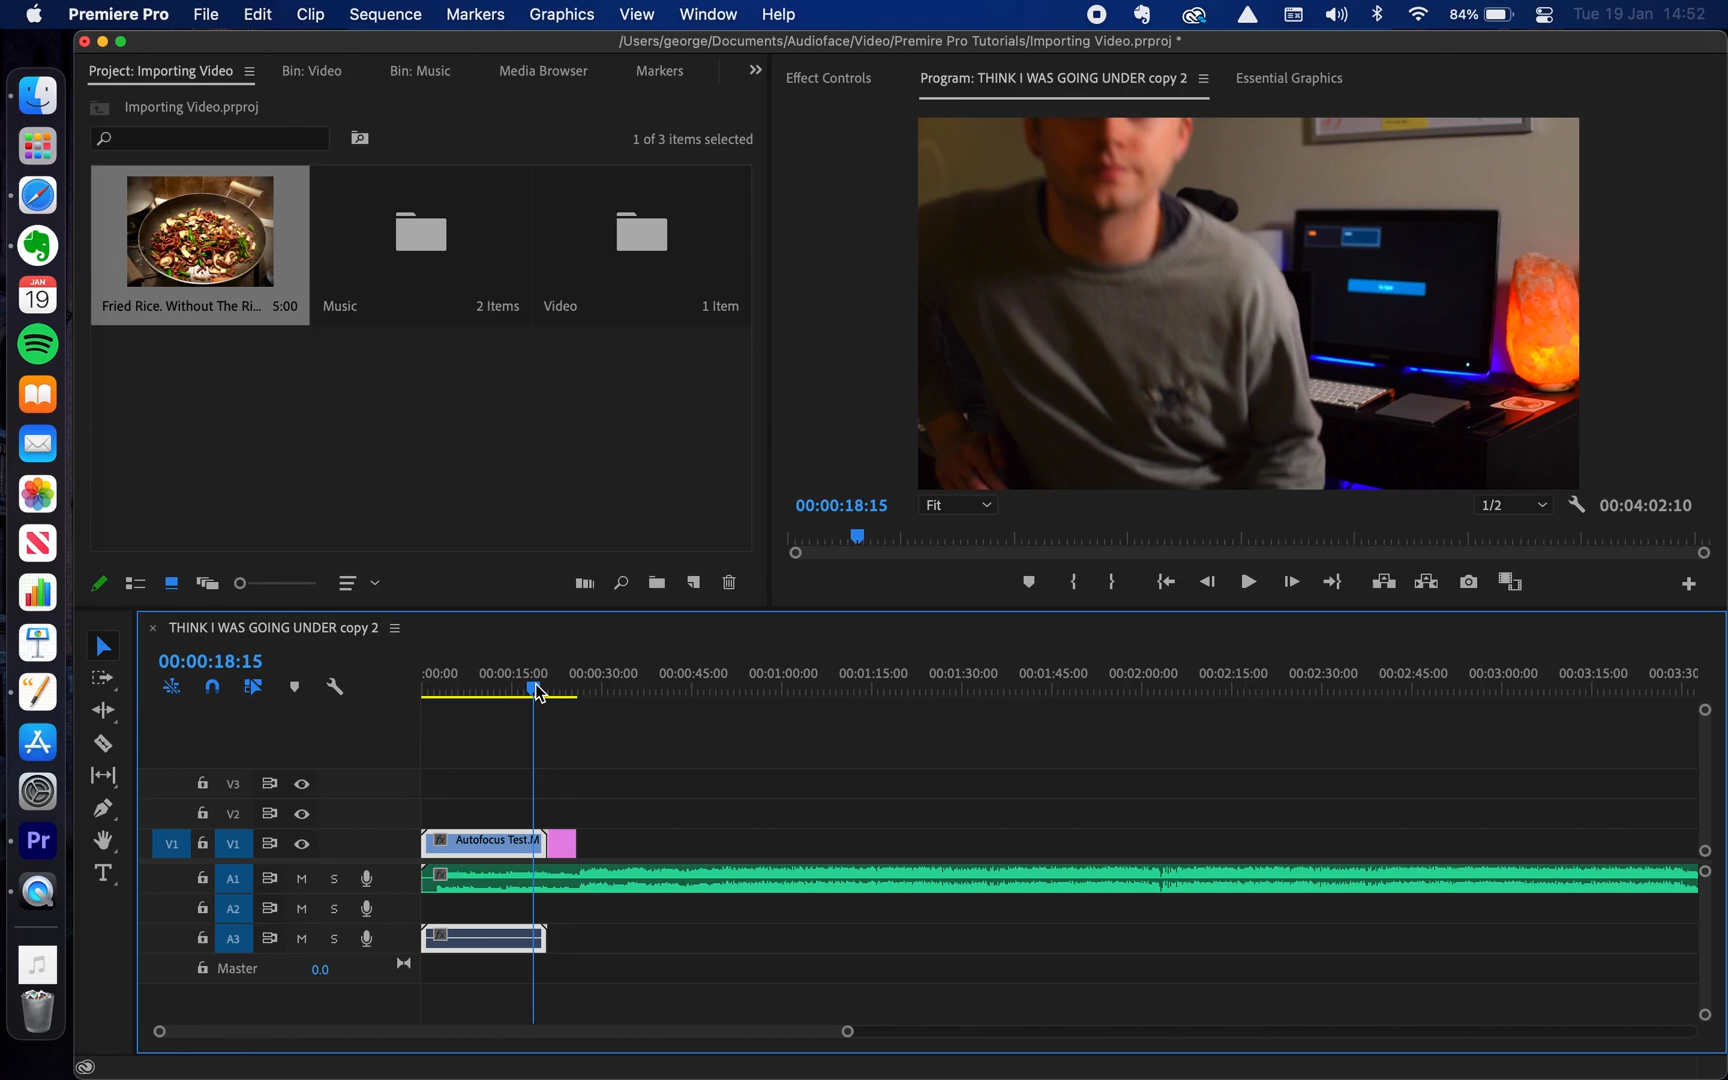 Premiere Pro File Edit Clip Sequence Markers Graphics View Window Help 84% Tue 19 Jan 14:52
/Users/george/Documents/Audioface/Video/Premire Pro Tutorials/Importing Video.prproj *
Project: Importing Video Bin: Video Bin: Music Media Browser Markers
Effect Controls Program: THINK I WAS GOING UNDER copy 2 Essential Graphics
Importing Video.prproj
1 of 3 items selected
Fried Rice. Without The Ri... 5:00 Music 2 Items Video 1 Item
00:00:18:15 Fit 1/2 00:04:02:10
JAN
19
Pr
T
× THINK I WAS GOING UNDER copy 2
00:00:18:15
:00:00 00:00:15:00 00:00:30:00 00:00:45:00 00:01:00:00 00:01:15:00 00:01:30:00 00:01:45:00 00:02:00:00 00:02:15:00 00:02:30:00 00:02:45:00 00:03:00:00 00:03:15:00 00:03:30
V3
V2
V1 V1 fx Autofocus Test.M
A1 M S fx
A2 M S
A3 M S fx
Master 0.0